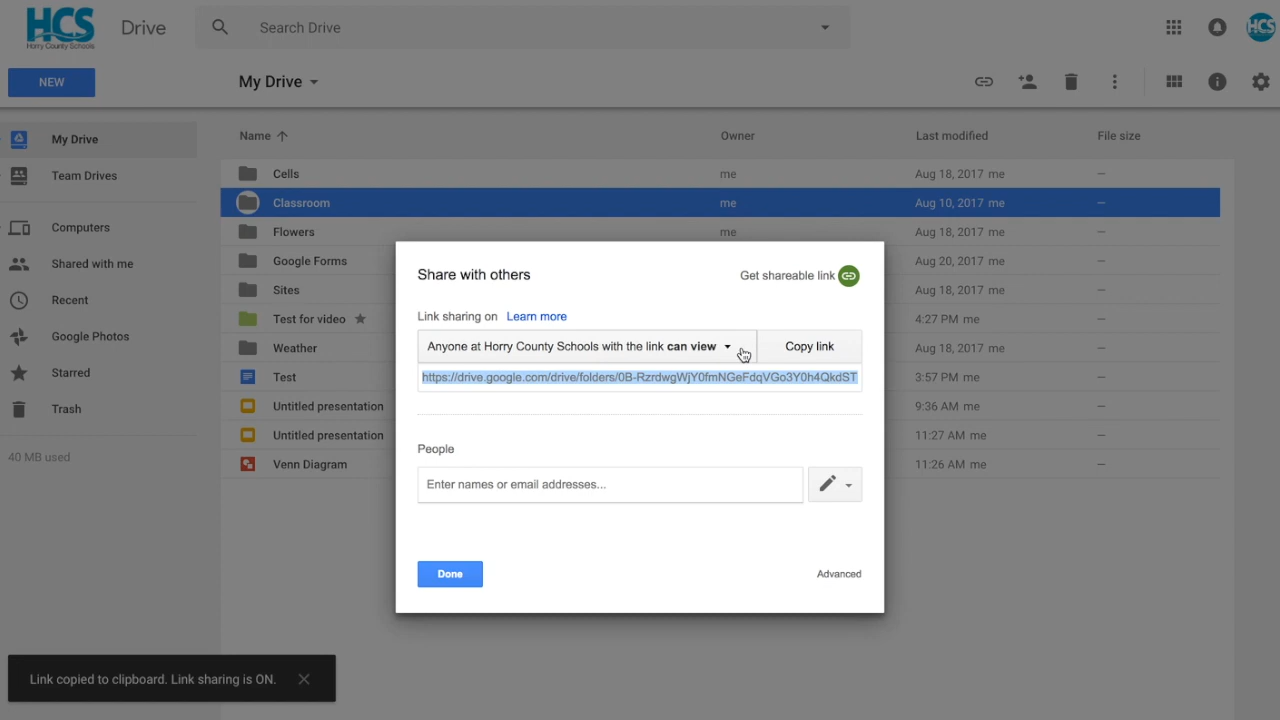 HCS
Horry County Schools
Drive
Search Drive
HCS
NEW
My Drive
My Drive
Team Drives
Computers
Shared with me
Recent
Google Photos
Starred
Trash
40 MB used
Name Owner Last modified File size
Cells me Aug 18, 2017 me —
Classroom me Aug 10, 2017 me —
Flowers me Aug 18, 2017 me —
Google Forms Aug 20, 2017 me —
Sites Aug 18, 2017 me —
Test for video 4:27 PM me —
Weather Aug 18, 2017 me —
Test 3:57 PM me —
Untitled presentation 9:36 AM me —
Untitled presentation 11:27 AM me —
Venn Diagram 11:26 AM me —
Share with others
Get shareable link
Link sharing on Learn more
Anyone at Horry County Schools with the link can view
Copy link
https://drive.google.com/drive/folders/0B-RzrdwgWjY0fmNGeFdqVGo3Y0h4QkdST
People
Enter names or email addresses...
Done
Advanced
Link copied to clipboard. Link sharing is ON.